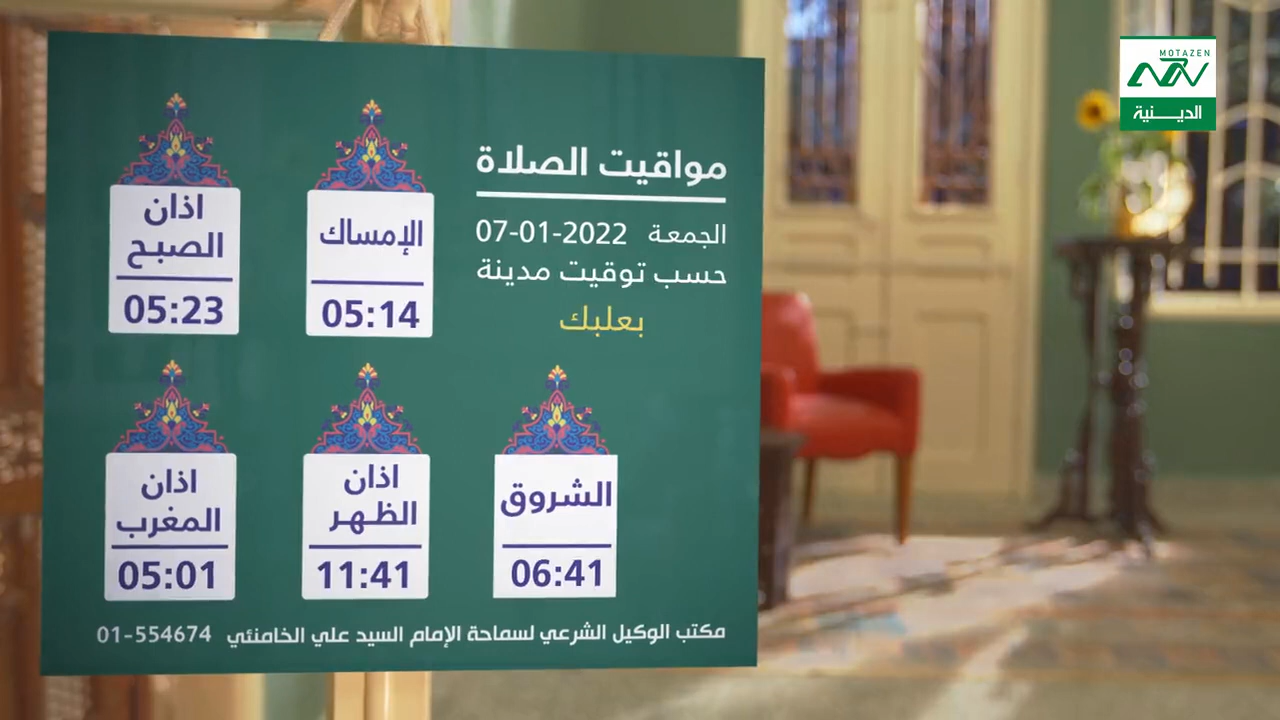 MOTAZEN
الديـنية
مواقيت الصلاة
الجمعة 07-01-2022
حسب توقيت مدينة
بعلبك
الإمساك
05:14
اذان
الصبح
05:23
الشروق
06:41
اذان
الظهر
11:41
اذان
المغرب
05:01
مكتب الوكيل الشرعي لسماحة الإمام السيد علي الخامنئي 01-554674